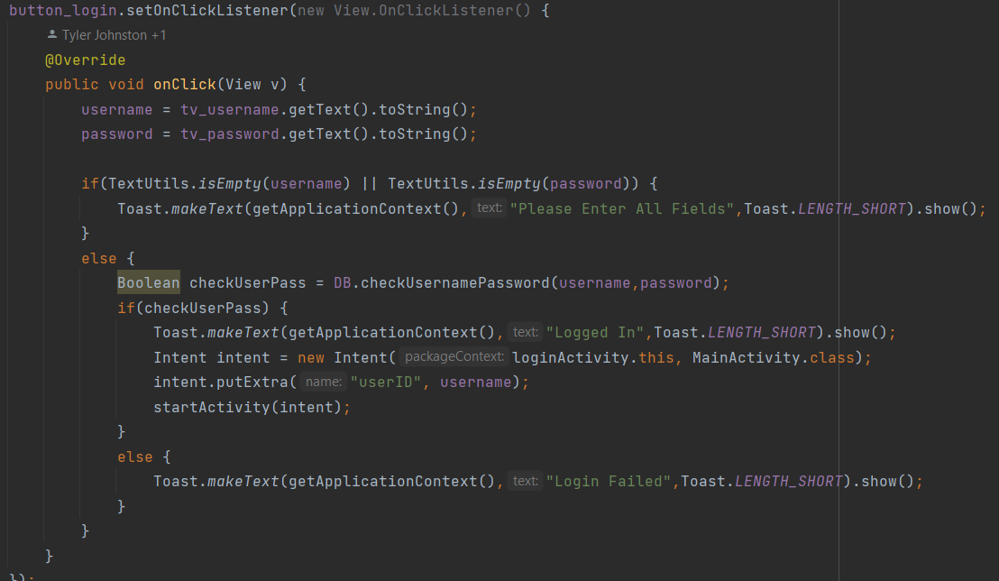 button_login.setOnClickListener(new View.OnClickListener() {
Tyler Johnston +1
@Override
public void onClick(View v) {
username = tv_username.getText().toString();
password = tv_password.getText().toString();
if(TextUtils.isEmpty(username) || TextUtils.isEmpty(password)) {
Toast.makeText(getApplicationContext(), text: "Please Enter All Fields",Toast.LENGTH_SHORT).show();
}
else {
Boolean checkUserPass = DB.checkUsernamePassword(username,password);
if(checkUserPass) {
Toast.makeText(getApplicationContext(), text: "Logged In",Toast.LENGTH_SHORT).show();
Intent intent = new Intent( packageContext: loginActivity.this, MainActivity.class);
intent.putExtra( name: "userID", username);
startActivity(intent);
}
else {
Toast.makeText(getApplicationContext(), text: "Login Failed",Toast.LENGTH_SHORT).show();
}
}
}
});